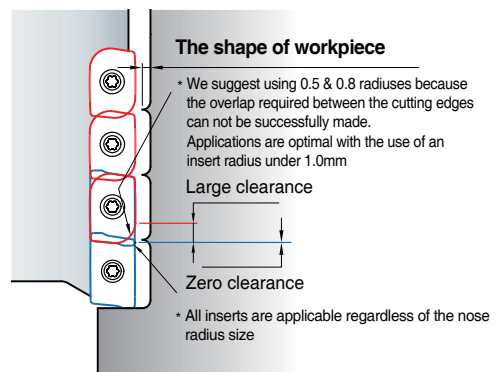 The shape of workpiece
* We suggest using 0.5 & 0.8 radiuses because
the overlap required between the cutting edges
can not be successfully made.
Applications are optimal with the use of an
insert radius under 1.0mm
Large clearance
Zero clearance
* All inserts are applicable regardless of the nose
radius size